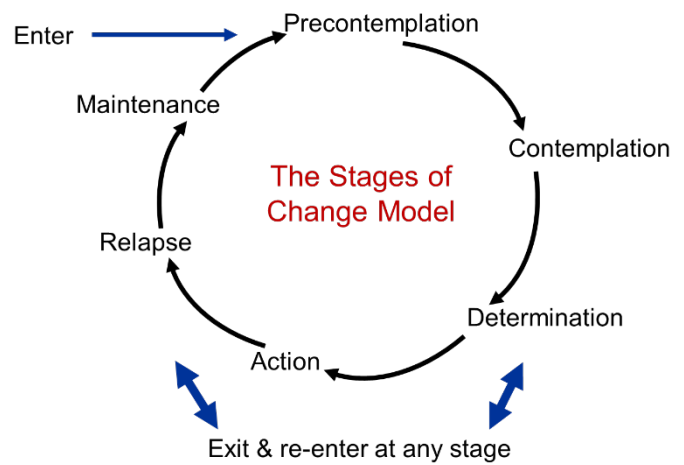 Enter
Precontemplation
Maintenance
Contemplation
The Stages of
Change Model
Relapse
Determination
Action
Exit & re-enter at any stage